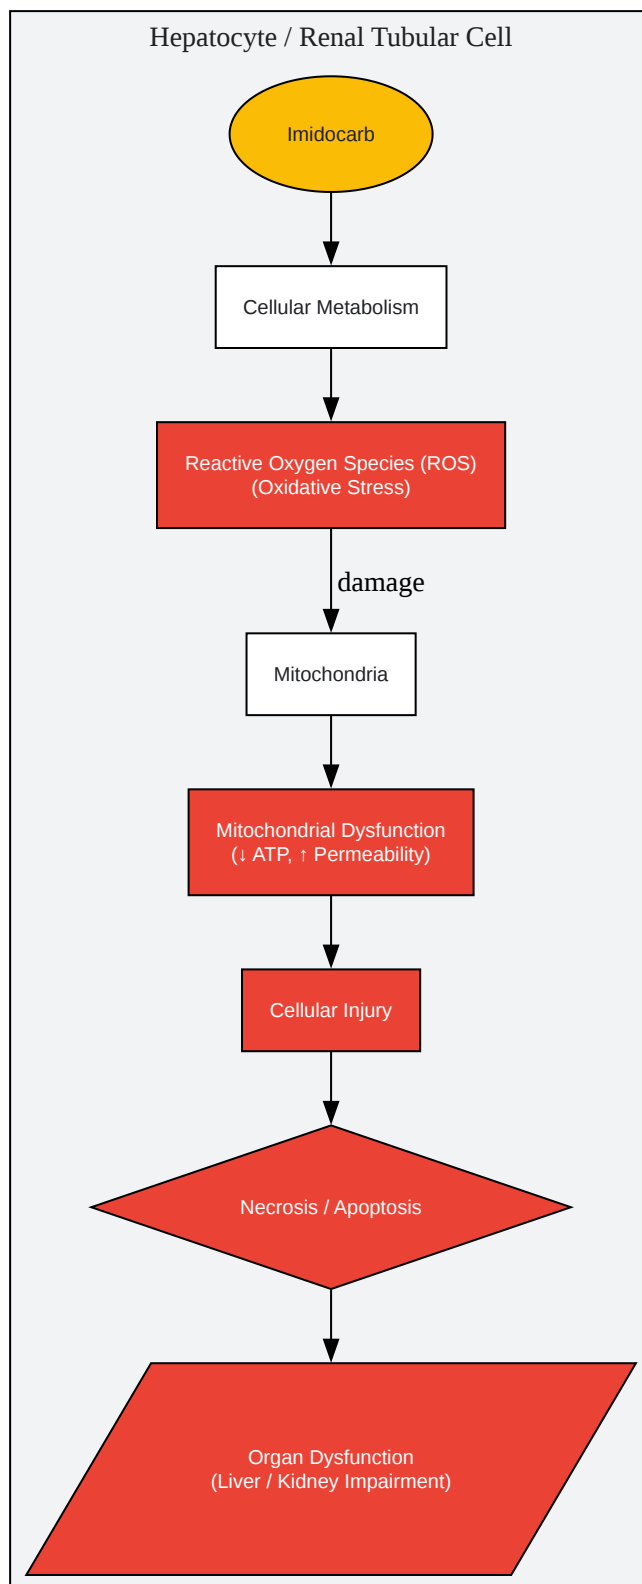 Hepatocyte / Renal Tubular Cell
Imidocarb
Cellular Metabolism
Reactive Oxygen Species (ROS)
(Oxidative Stress)
damage
Mitochondria
Mitochondrial Dysfunction
(↓ ATP, ↑ Permeability)
Cellular Injury
Necrosis / Apoptosis
Organ Dysfunction
(Liver / Kidney Impairment)